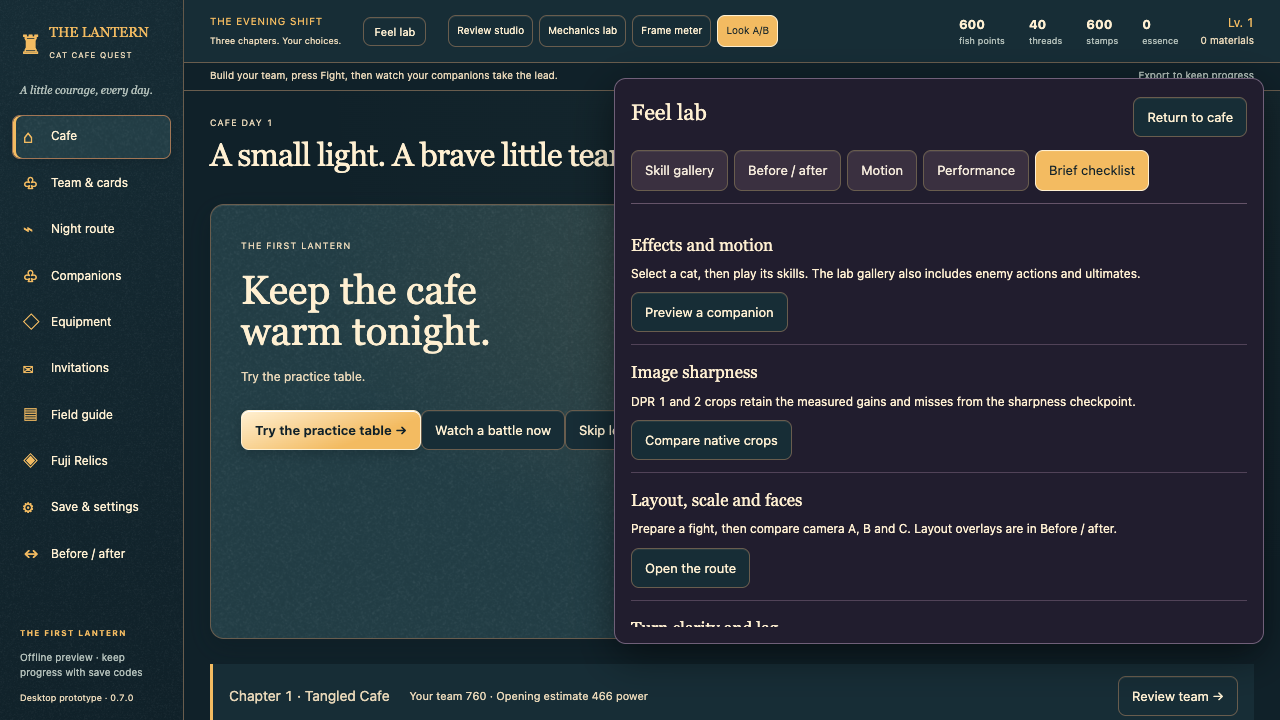 THE LANTERN
CAT CAFE QUEST
A little courage, every day.
Cafe
Team & cards
Night route
Companions
Equipment
Invitations
Field guide
Fuji Relics
Save & settings
Before / after
THE FIRST LANTERN
Offline preview · keep
progress with save codes
Desktop prototype · 0.7.0
THE EVENING SHIFT
Three chapters. Your choices.
Feel lab
Review studio
Mechanics lab
Frame meter
Look A/B
600
fish points
40
threads
600
stamps
0
essence
Lv. 1
0 materials
Build your team, press Fight, then watch your companions take the lead.
Export to keep progress
CAFE DAY 1
A small light. A brave little tea
THE FIRST LANTERN
Keep the cafe
warm tonight.
Try the practice table.
Try the practice table →
Watch a battle now
Skip
Feel lab
Return to cafe
Skill gallery
Before / after
Motion
Performance
Brief checklist
Effects and motion
Select a cat, then play its skills. The lab gallery also includes enemy actions and ultimates.
Preview a companion
Image sharpness
DPR 1 and 2 crops retain the measured gains and misses from the sharpness checkpoint.
Compare native crops
Layout, scale and faces
Prepare a fight, then compare camera A, B and C. Layout overlays are in Before / after.
Open the route
Turn clarity and log
Chapter 1 · Tangled Cafe
Your team 760 · Opening estimate 466 power
Review team →